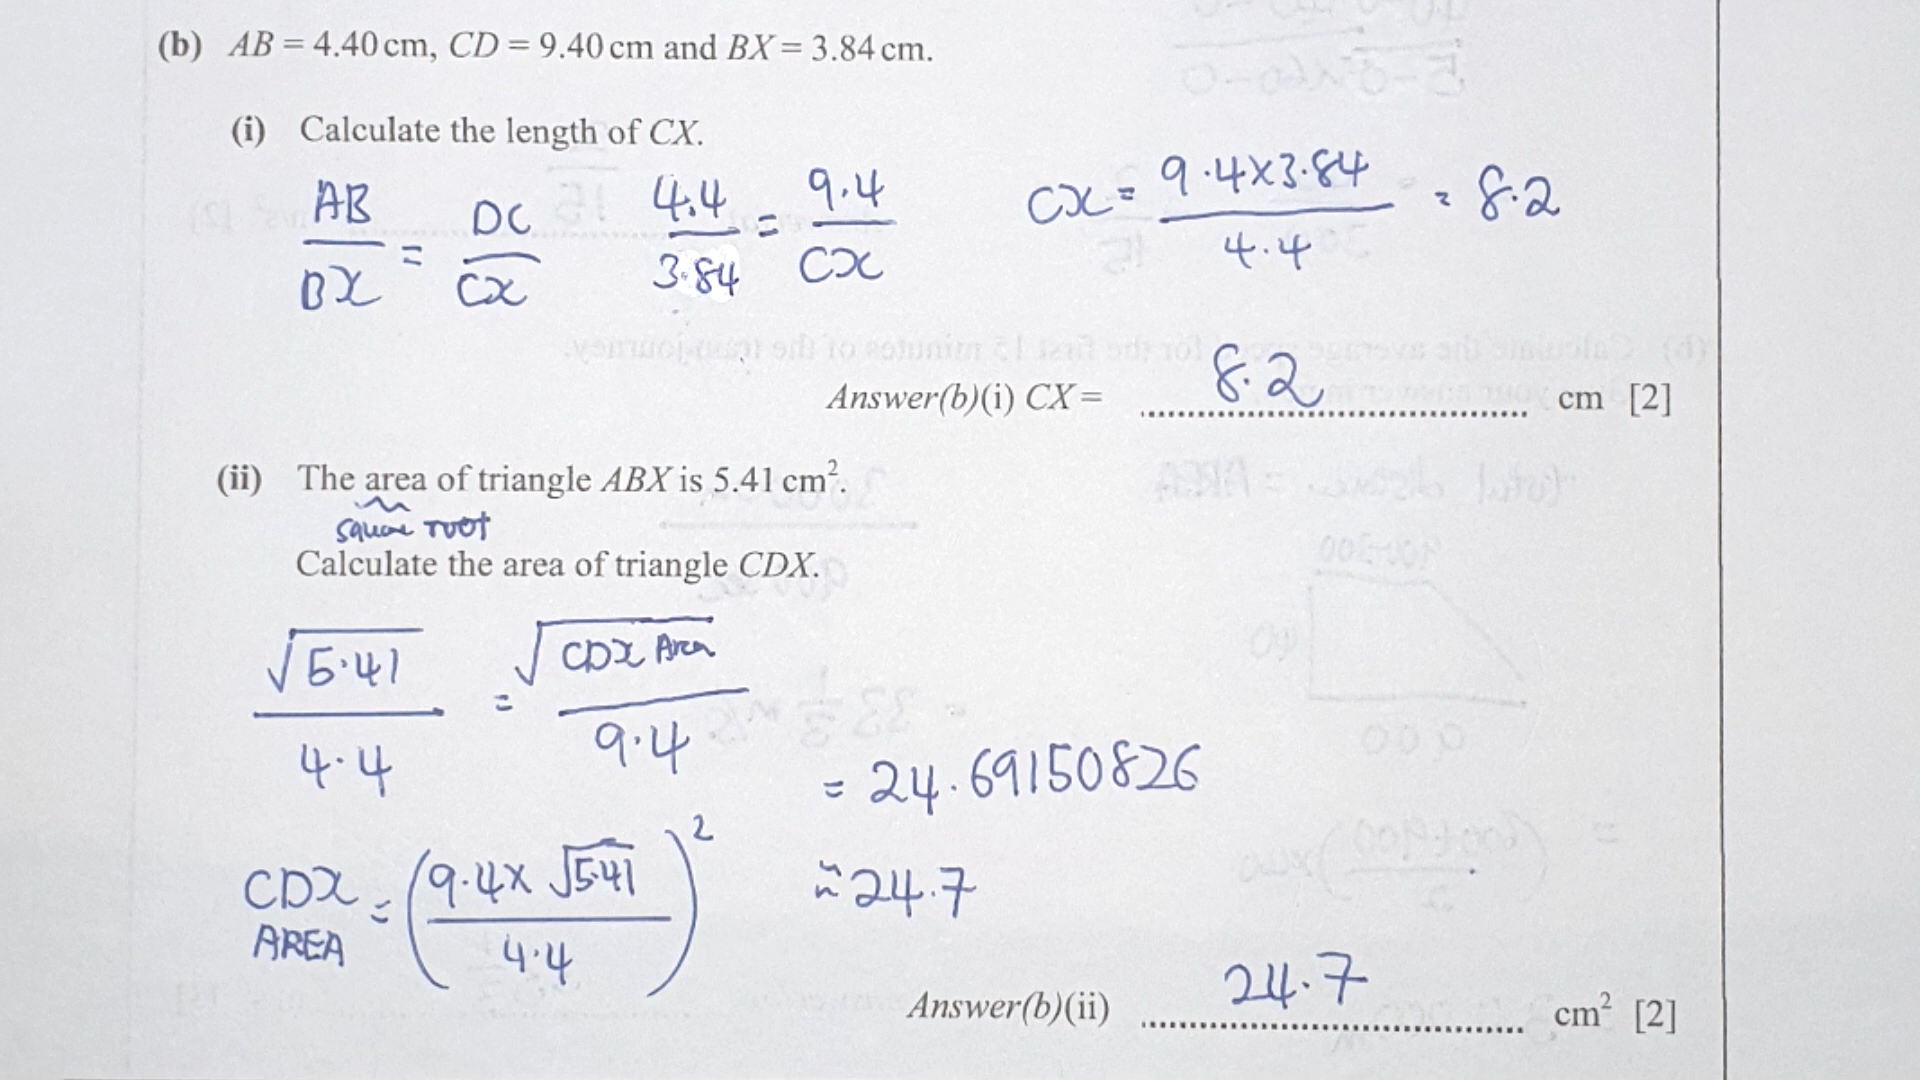 (b) AB = 4.40 cm, CD = 9.40 cm and BX = 3.84 cm.
(i) Calculate the length of CX.
AB/BX = DC/CX 4.4/3.84 = 9.4/CX CX = 9.4×3.84/4.4 = 8.2
Answer(b)(i) CX = 8.2 cm [2]
(ii) The area of triangle ABX is 5.41 cm².
square root
Calculate the area of triangle CDX.
√5.41/4.4 = √CDX Area/9.4
= 24.69150826
CDX AREA = (9.4× √5.41/4.4)²
≈ 24.7
Answer(b)(ii) 24.7 cm² [2]